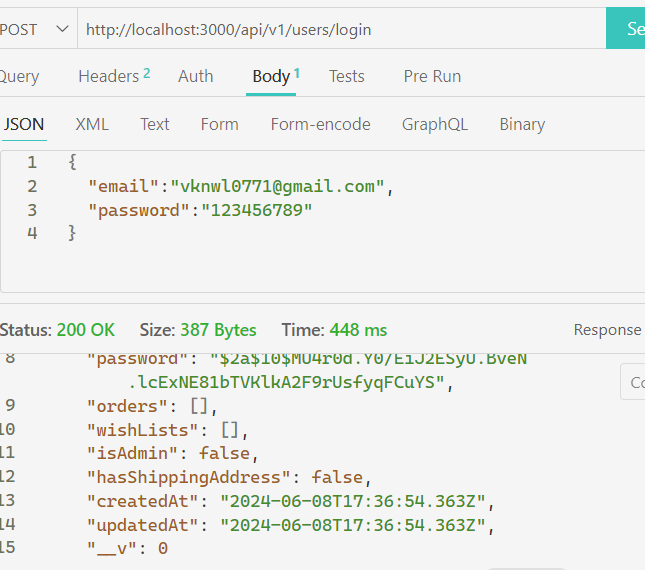 POST http://localhost:3000/api/v1/users/login Se
Query Headers 2 Auth Body 1 Tests Pre Run
JSON XML Text Form Form-encode GraphQL Binary
1 {
2 "email":"vknwl0771@gmail.com",
3 "password":"123456789"
4 }
Status: 200 OK Size: 387 Bytes Time: 448 ms Response
8 "password": "$2a$10$MU4r0d.Y0/EiJ2ESyU.BveN
.lcExNE81bTVKlkA2F9rUsfyqFCuYS",
Co
9 "orders": [],
10 "wishLists": [],
11 "isAdmin": false,
12 "hasShippingAddress": false,
13 "createdAt": "2024-06-08T17:36:54.363Z",
14 "updatedAt": "2024-06-08T17:36:54.363Z",
15 "__v": 0